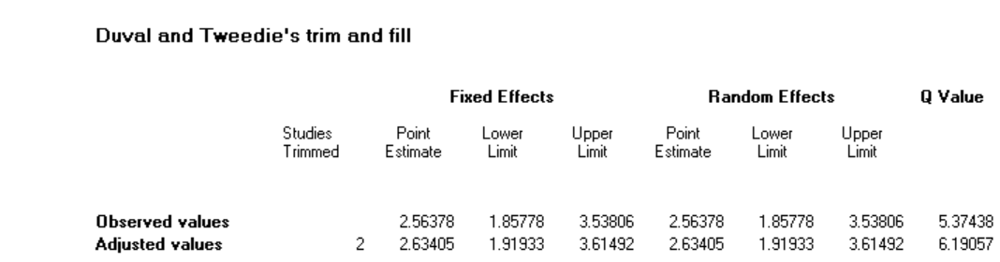 Duval and Tweedie's trim and fill
Fixed Effects Random Effects Q Value
Studies Point Lower Upper Point Lower Upper
Trimmed Estimate Limit Limit Estimate Limit Limit
Observed values 2.56378 1.85778 3.53806 2.56378 1.85778 3.53806 5.37438
Adjusted values 2 2.63405 1.91933 3.61492 2.63405 1.91933 3.61492 6.19057